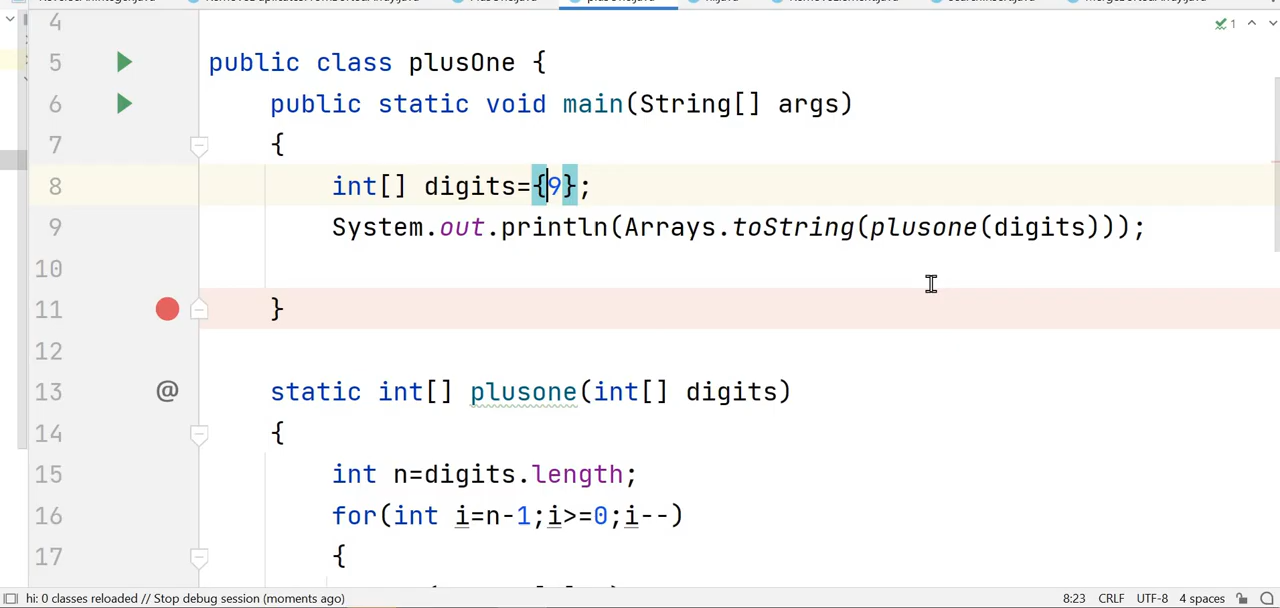 4
5 public class plusOne {
6 public static void main(String[] args)
7 {
8 int[] digits={9};
9 System.out.println(Arrays.toString(plusone(digits)));
10
11 }
12
13 @ static int[] plusone(int[] digits)
14 {
15 int n=digits.length;
16 for(int i=n-1;i>=0;i--)
17 {
1
hi: 0 classes reloaded // Stop debug session (moments ago) 8:23 CRLF UTF-8 4 spaces